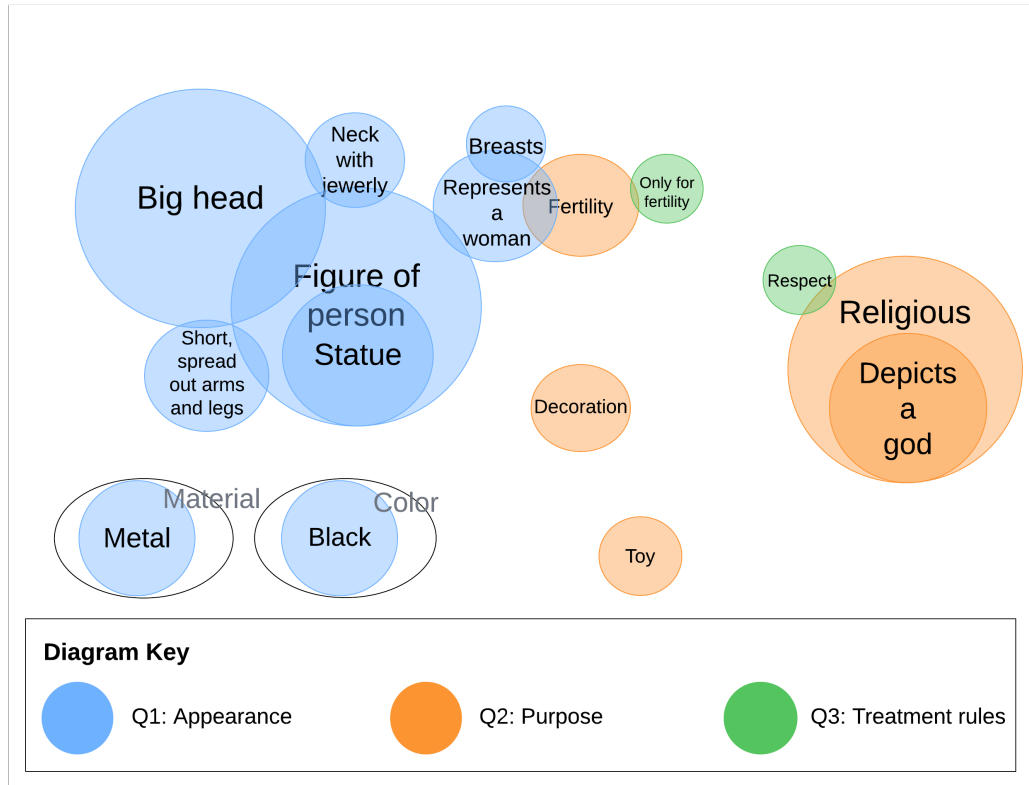 Big head
Neck
with
jewerly
Breasts
Represents
a
woman
Fertility
Only for
fertility
Figure of
person
Statue
Short,
spread
out arms
and legs
Respect
Religious
Depicts
a
god
Decoration
Material
Metal
Color
Black
Toy
Diagram Key
Q1: Appearance
Q2: Purpose
Q3: Treatment rules